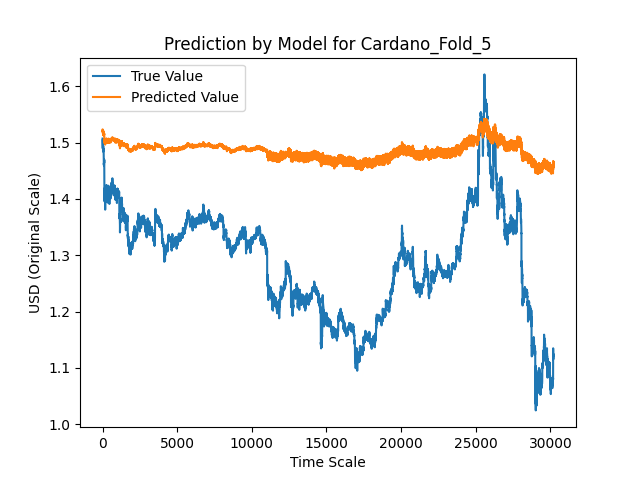 Prediction by Model for Cardano_Fold_5
True Value
Predicted Value
USD (Original Scale)
1.6
1.5
1.4
1.3
1.2
1.1
1.0
0 5000 10000 15000 20000 25000 30000
Time Scale